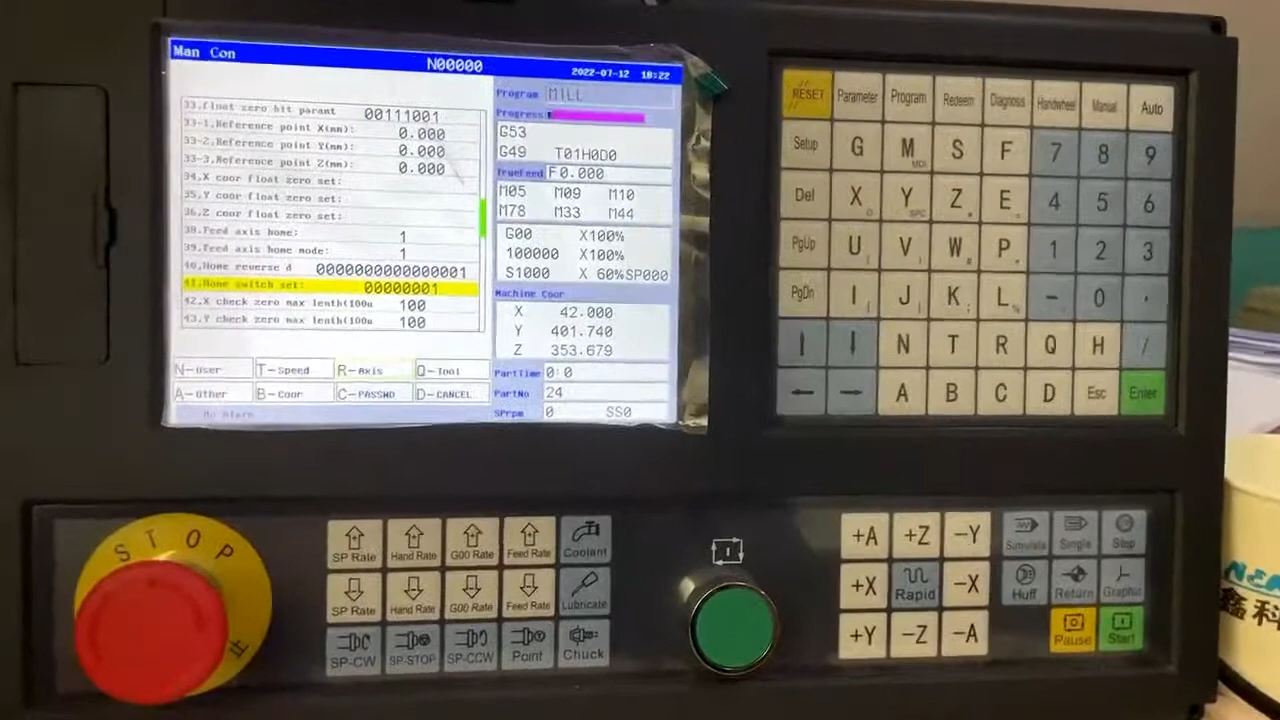 Man Con
N00000
2022-07-12 18:22
33.float zero bit paramt 00111001
33-1.Reference point X(mm): 0.000
33-2.Reference point Y(mm): 0.000
33-3.Reference point Z(mm): 0.000
34.X coor float zero set:
35.Y coor float zero set:
36.Z coor float zero set:
38.Feed axis home: 1
39.Feed axis home mode: 1
40.Home reverse d 0000000000000001
41.Home switch set: 00000001
42.X check zero max lenth(100u 100
43.Y check zero max lenth(100u 100
N-User T-Speed R-Axis Q-Tool
A-Other B-Coor C-PASSWD D-CANCEL
No Alarm
Program MILL
Progress
G53
G49 T01H0D0
TrueFeed F0.000
M05 M09 M10
M78 M33 M44
G00 X100%
100000 X100%
S1000 X 60%SP000
Machine Coor
X 42.000
Y 401.740
Z 353.679
PartTime 0:0
PartNo 24
SPrpm 0 SS0
RESET Parameter Program Redeem Diagnosis Handwheel Manual Auto
Setup G M MDI S F 7 8 9
Del X Y SPC Z E = 4 5 6
PgUp U V W P 1 2 3
PgDn I J K L % - 0 .
N T R Q H /
A B C D Esc Enter
STOP
止
SP Rate Hand Rate G00 Rate Feed Rate Coolant
SP Rate Hand Rate G00 Rate Feed Rate Lubricate
SP-CW SP-STOP SP-CCW Point Chuck
+A +Z -Y Simulate Single Stop
+X Rapid -X Huff Return Graphic
+Y -Z -A Pause Start
鑫科